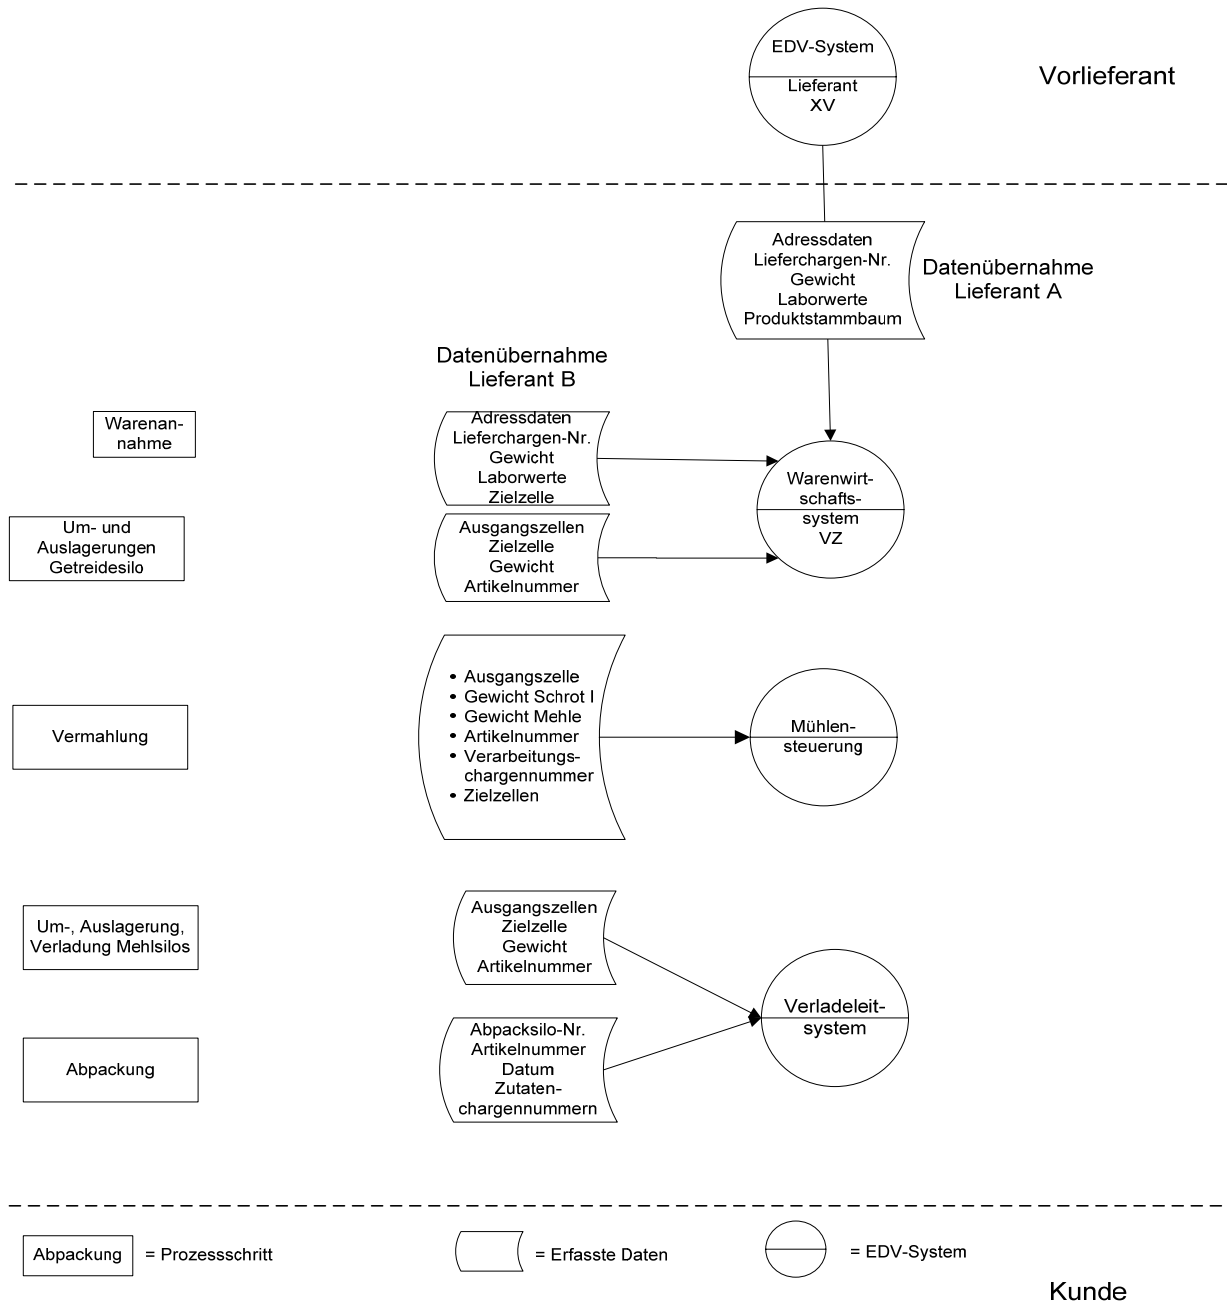 EDV-System
Lieferant
XV
Vorlieferant
Adressdaten
Lieferchargen-Nr.
Gewicht
Laborwerte
Produktstammbaum
Datenübernahme
Lieferant A
Datenübernahme
Lieferant B
Warenan-
nahme
Adressdaten
Lieferchargen-Nr.
Gewicht
Laborwerte
Zielzelle
Warenwirt-
schafts-
system
VZ
Um- und
Auslagerungen
Getreidesilo
Ausgangszellen
Zielzelle
Gewicht
Artikelnummer
Vermahlung
• Ausgangszelle
• Gewicht Schrot I
• Gewicht Mehle
• Artikelnummer
• Verarbeitungs-
chargennummer
• Zielzellen
Mühlen-
steuerung
Um-, Auslagerung,
Verladung Mehlsilos
Ausgangszellen
Zielzelle
Gewicht
Artikelnummer
Verladeleit-
system
Abpackung
Abpacksilo-Nr.
Artikelnummer
Datum
Zutaten-
chargennummern
Abpackung
= Prozessschritt
= Erfasste Daten
= EDV-System
Kunde